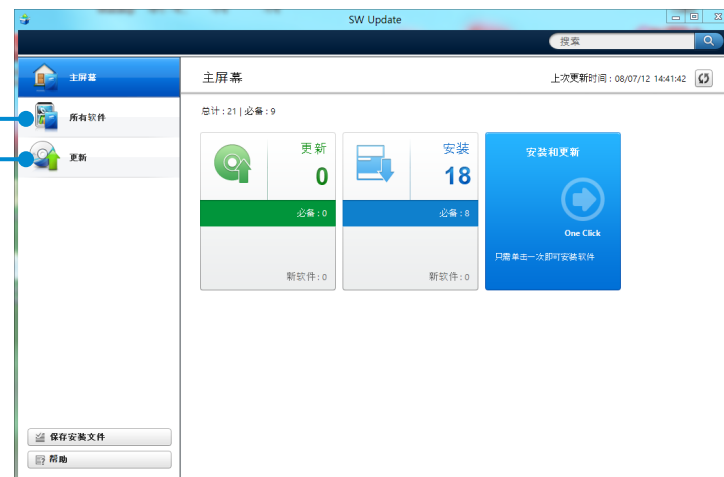 SW Update
搜索
主屏幕
所有软件
更新
主屏幕
上次更新时间 : 08/07/12 14:41:42
总计 : 21 | 必备 : 9
更新
0
必备 : 0
新软件 : 0
安装
18
必备 : 8
新软件 : 0
安装和更新
One Click
只需单击一次即可安装软件
保存安装文件
帮助